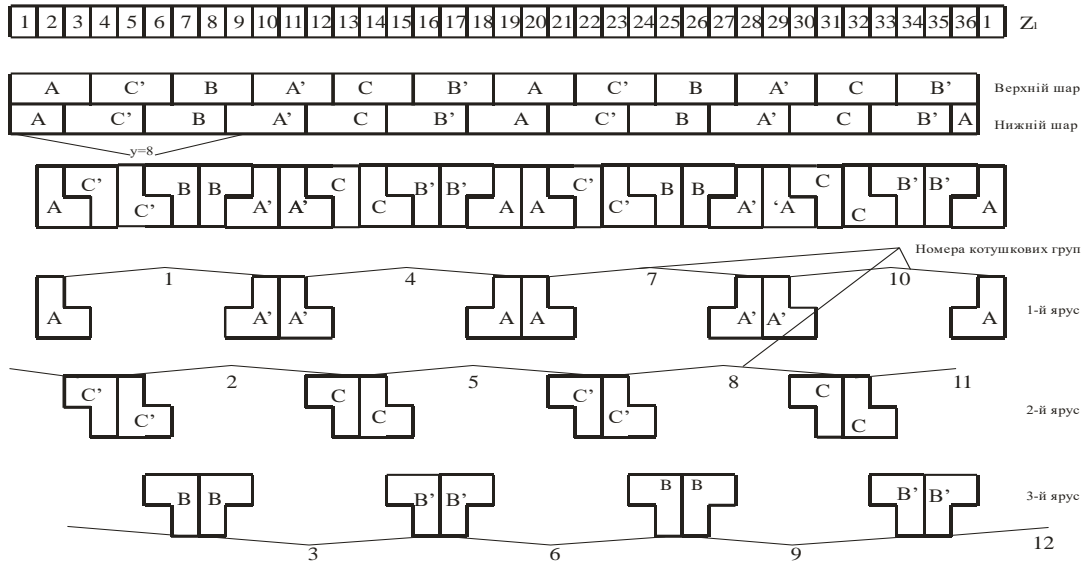 1 2 3 4 5 6 7 8 9 10 11 12 13 14 15 16 17 18 19 20 21 22 23 24 25 26 27 28 29 30 31 32 33 34 35 36 1 Z₁
A C’ B A’ C B’ A C’ B A’ C B’ Верхній шар
A C’ B A’ C B’ A C’ B A’ C B’ A Нижній шар
y=8
A C’ C’ B B A’ A’ C C B’ B’ A A C’ C’ B B A’ ‘A C C B’ B’ A
Номера котушкових груп
1 4 7 10
A A’ A’ A A A’ A’ A 1-й ярус
2 5 8 11
C’ C’ C C C’ C’ C C 2-й ярус
B B B’ B’ B B B’ B’ 3-й ярус
3 6 9 12